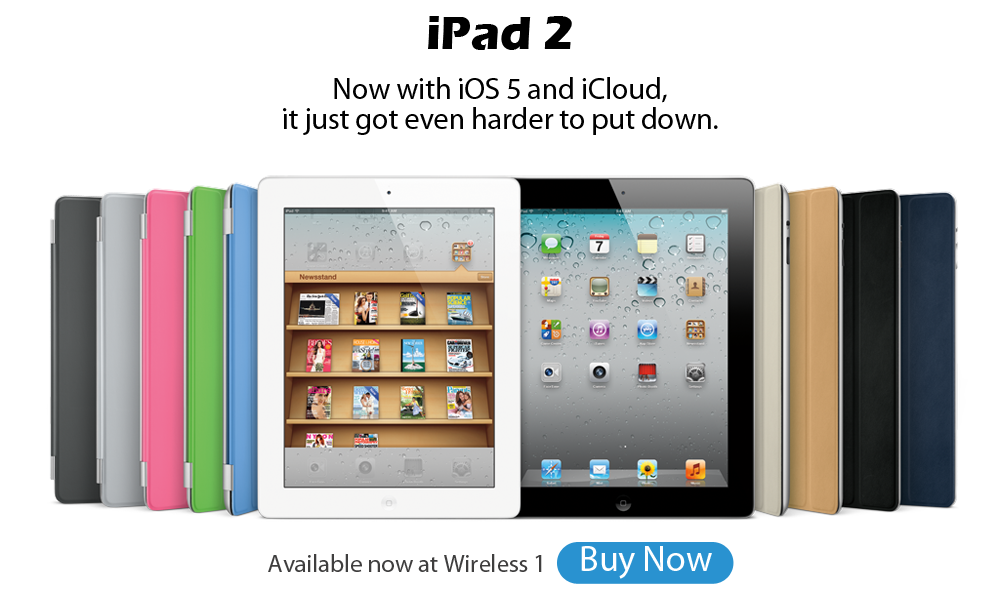 iPad 2
Now with iOS 5 and iCloud,
it just got even harder to put down.
Newsstand
7
Available now at Wireless 1
Buy Now